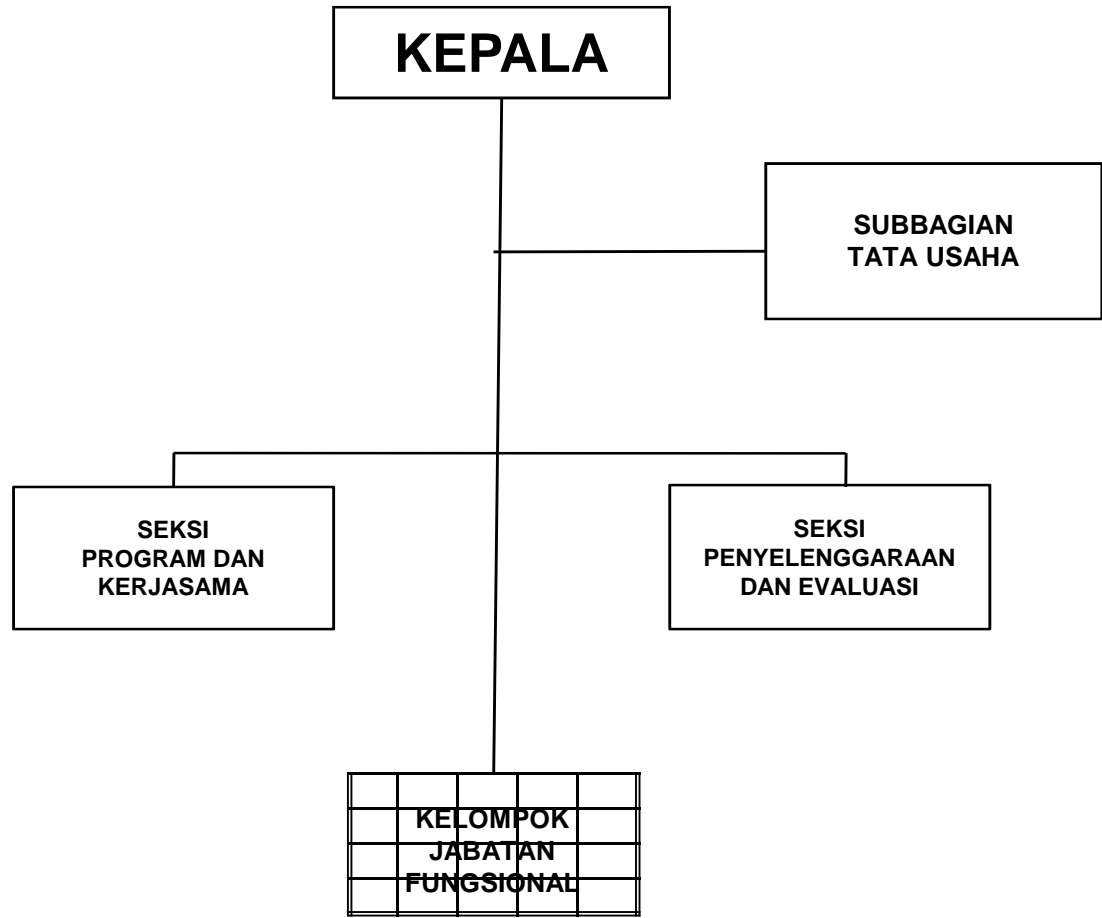 KEPALA
SUBBAGIAN
TATA USAHA
SEKSI
PROGRAM DAN
KERJASAMA
SEKSI
PENYELENGGARAAN
DAN EVALUASI
KELOMPOK
JABATAN
FUNGSIONAL